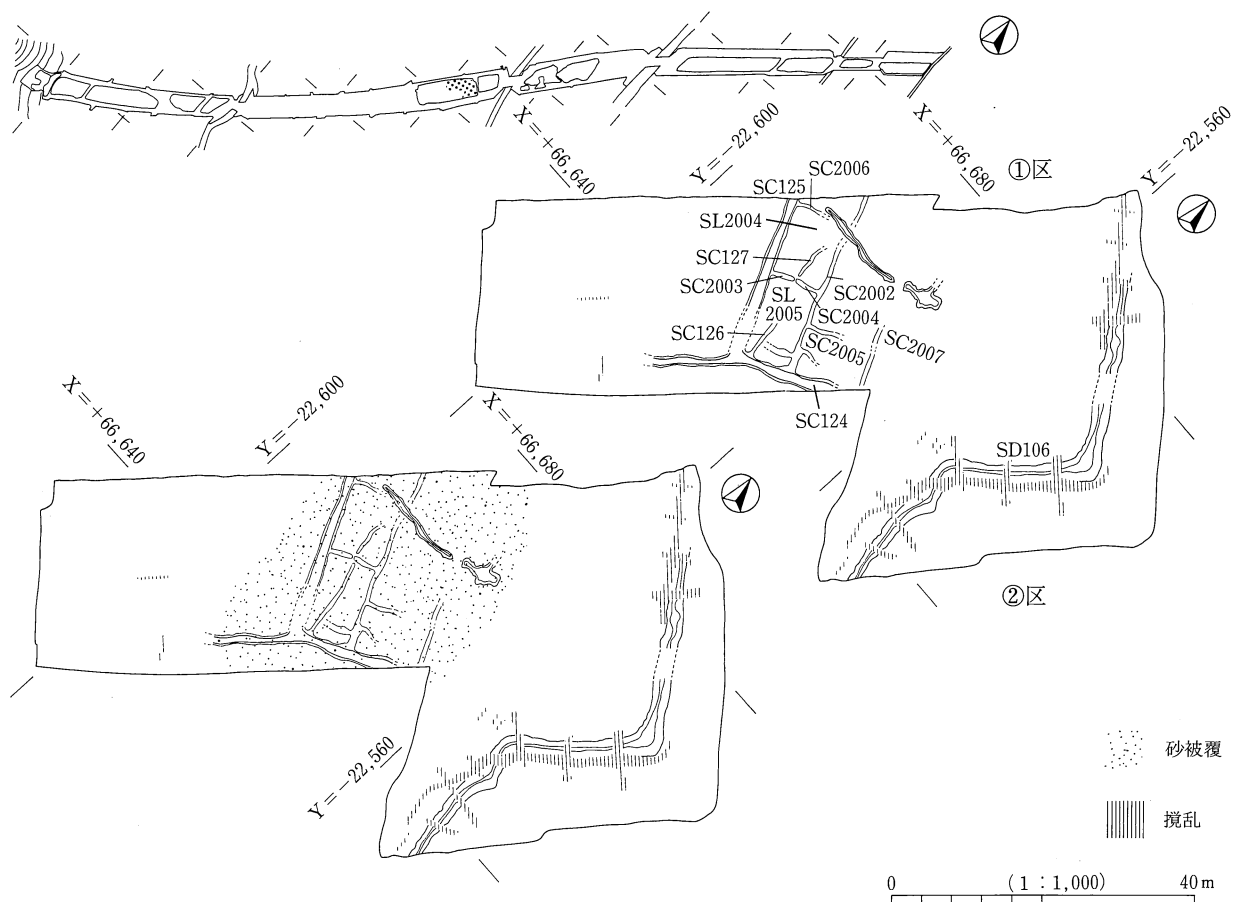 X=+66,640
Y=-22,600
X=+66,680
①区
Y=-22,560
SC125
SC2006
SL2004
SC127
SC2003
SC2002
SL
2005
SC2004
SC126
SC2005
SC2007
SC124
SD106
②区
X=+66,640
Y=-22,600
X=+66,680
Y=-22,560
砂被覆
撹乱
0 (1:1,000) 40m